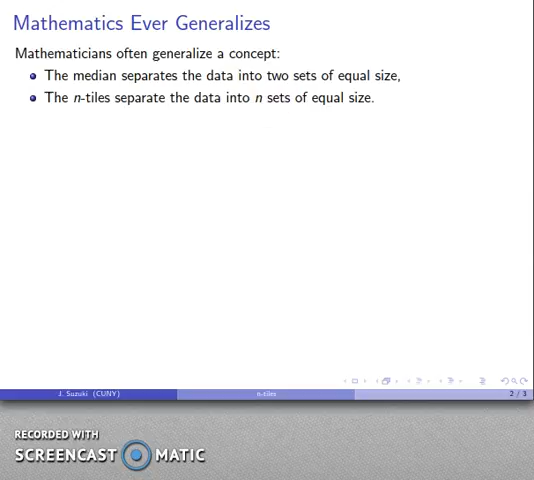 Mathematics Ever Generalizes
Mathematicians often generalize a concept:
The median separates the data into two sets of equal size,
The n-tiles separate the data into n sets of equal size.
J. Suzuki (CUNY)
n-tiles
2 / 3
RECORDED WITH
SCREENCAST MATIC